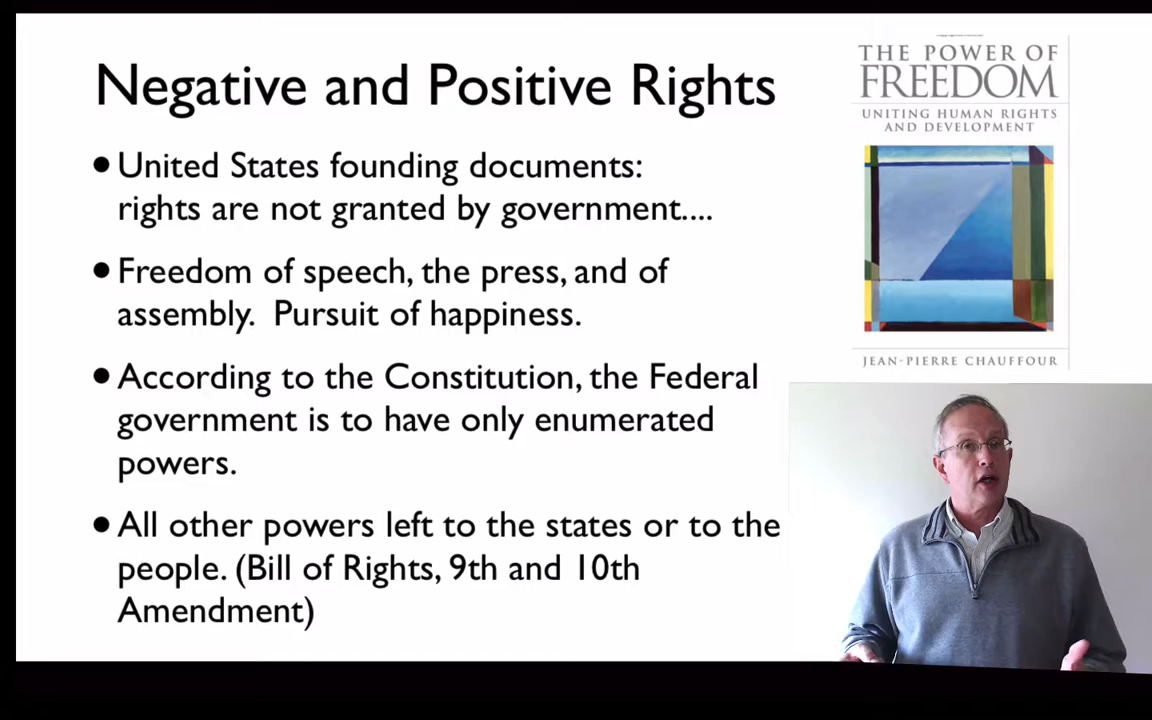 Negative and Positive Rights
• United States founding documents:
rights are not granted by government....
• Freedom of speech, the press, and of
assembly.  Pursuit of happiness.
• According to the Constitution, the Federal
government is to have only enumerated
powers.
• All other powers left to the states or to the
people. (Bill of Rights, 9th and 10th
Amendment)
THE POWER OF
FREEDOM
UNITING HUMAN RIGHTS
AND DEVELOPMENT
JEAN-PIERRE CHAUFFOUR